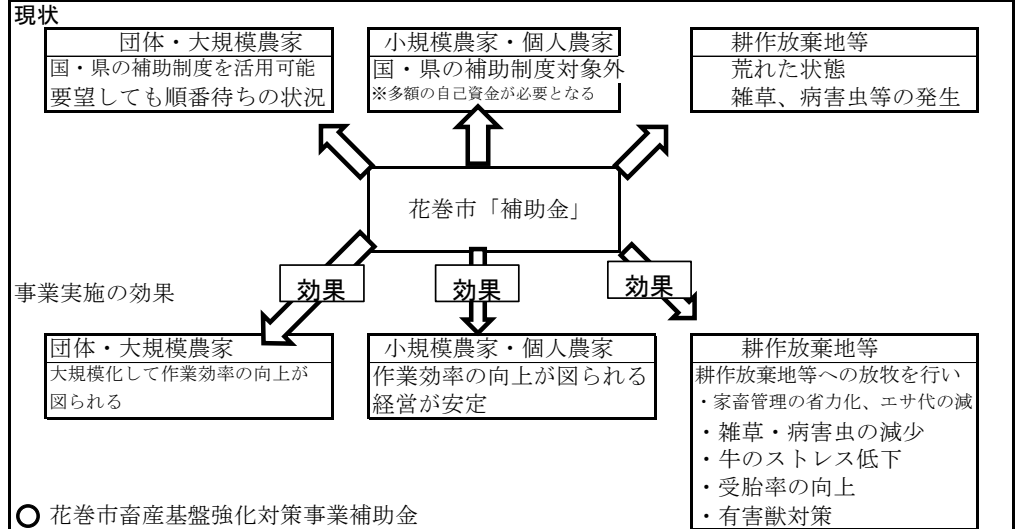 現状
団体・大規模農家
国・県の補助制度を活用可能
要望しても順番待ちの状況
小規模農家・個人農家
国・県の補助制度対象外
※多額の自己資金が必要となる
耕作放棄地等
荒れた状態
雑草、病害虫等の発生
花巻市「補助金」
効果
効果
効果
事業実施の効果
団体・大規模農家
大規模化して作業効率の向上が
図られる
小規模農家・個人農家
作業効率の向上が図られる
経営が安定
耕作放棄地等
耕作放棄地等への放牧を行い
・家畜管理の省力化、エサ代の減
・雑草・病害虫の減少
・牛のストレス低下
・受胎率の向上
・有害獣対策
○ 花巻市畜産基盤強化対策事業補助金